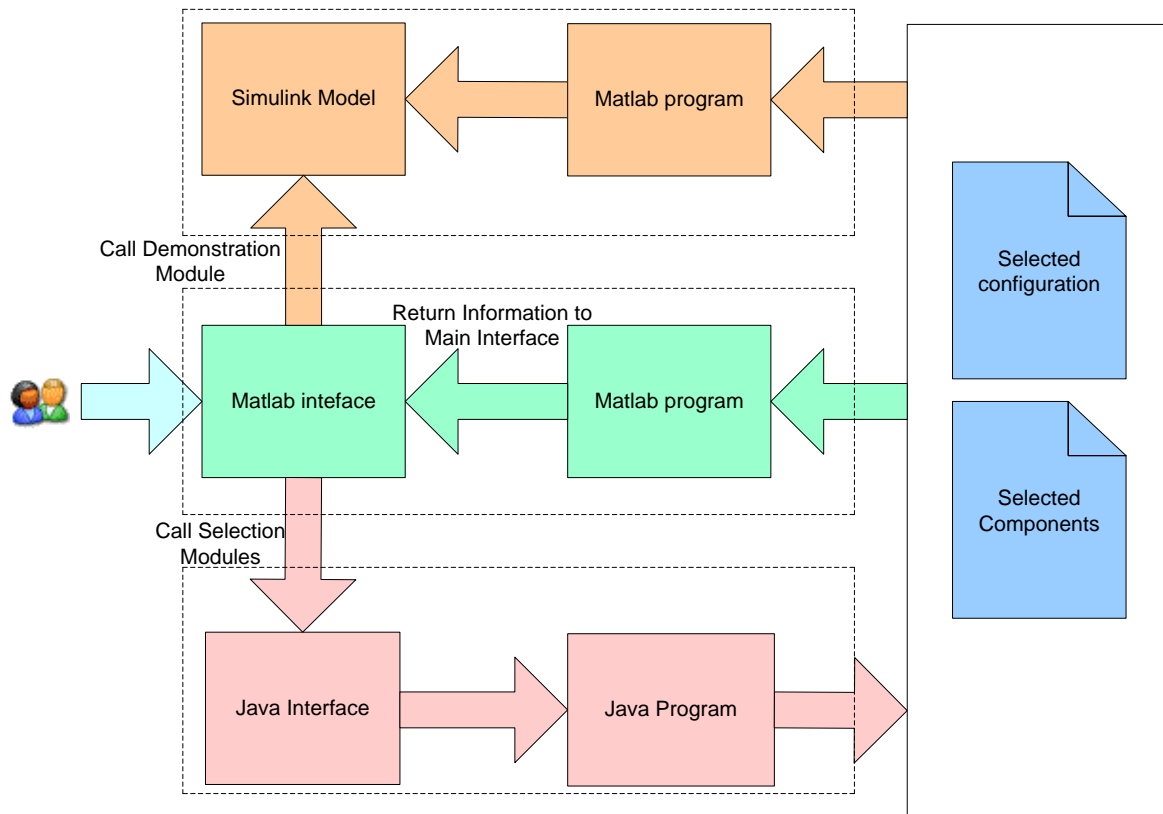 Simulink Model
Matlab program
Call Demonstration
Module
Selected
configuration
Return Information to
Main Interface
Matlab inteface
Matlab program
Selected
Components
Call Selection
Modules
Java Interface
Java Program